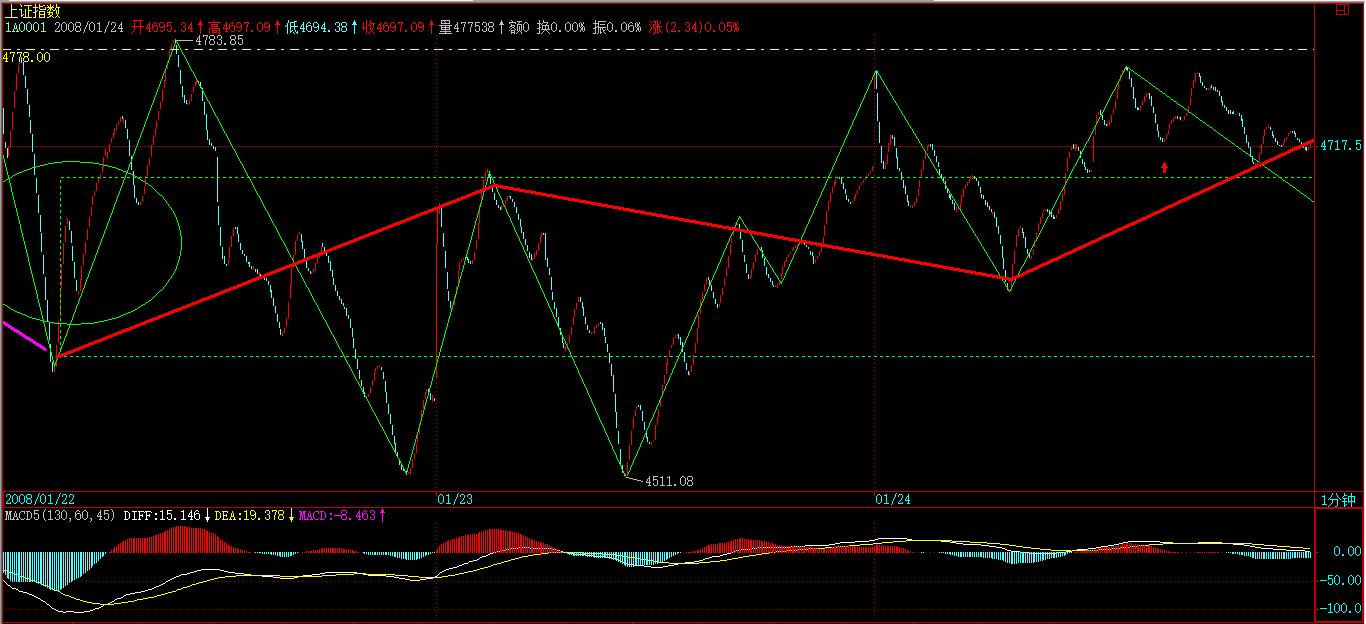 上证指数
1A0001 2008/01/24 开4695.34↑高4697.09↑低4694.38↑收4697.09↑量477538↑额0 换0.00% 振0.06% 涨(2.34)0.05%
4783.85
4778.00
4717.5
4511.08
2008/01/22 01/23 01/24 1分钟
MACD5(130,60,45) DIFF:15.146↓DEA:19.378↓MACD:-8.463↑
0.00
-50.00
-100.0